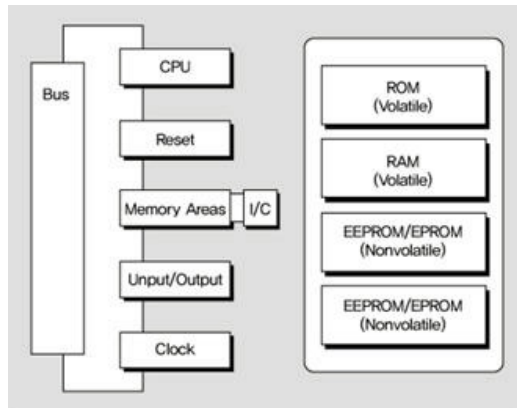 Bus
CPU
Reset
Memory Areas
I/C
Unput/Output
Clock
ROM
(Volatile)
RAM
(Volatile)
EEPROM/EPROM
(Nonvolatile)
EEPROM/EPROM
(Nonvolatile)